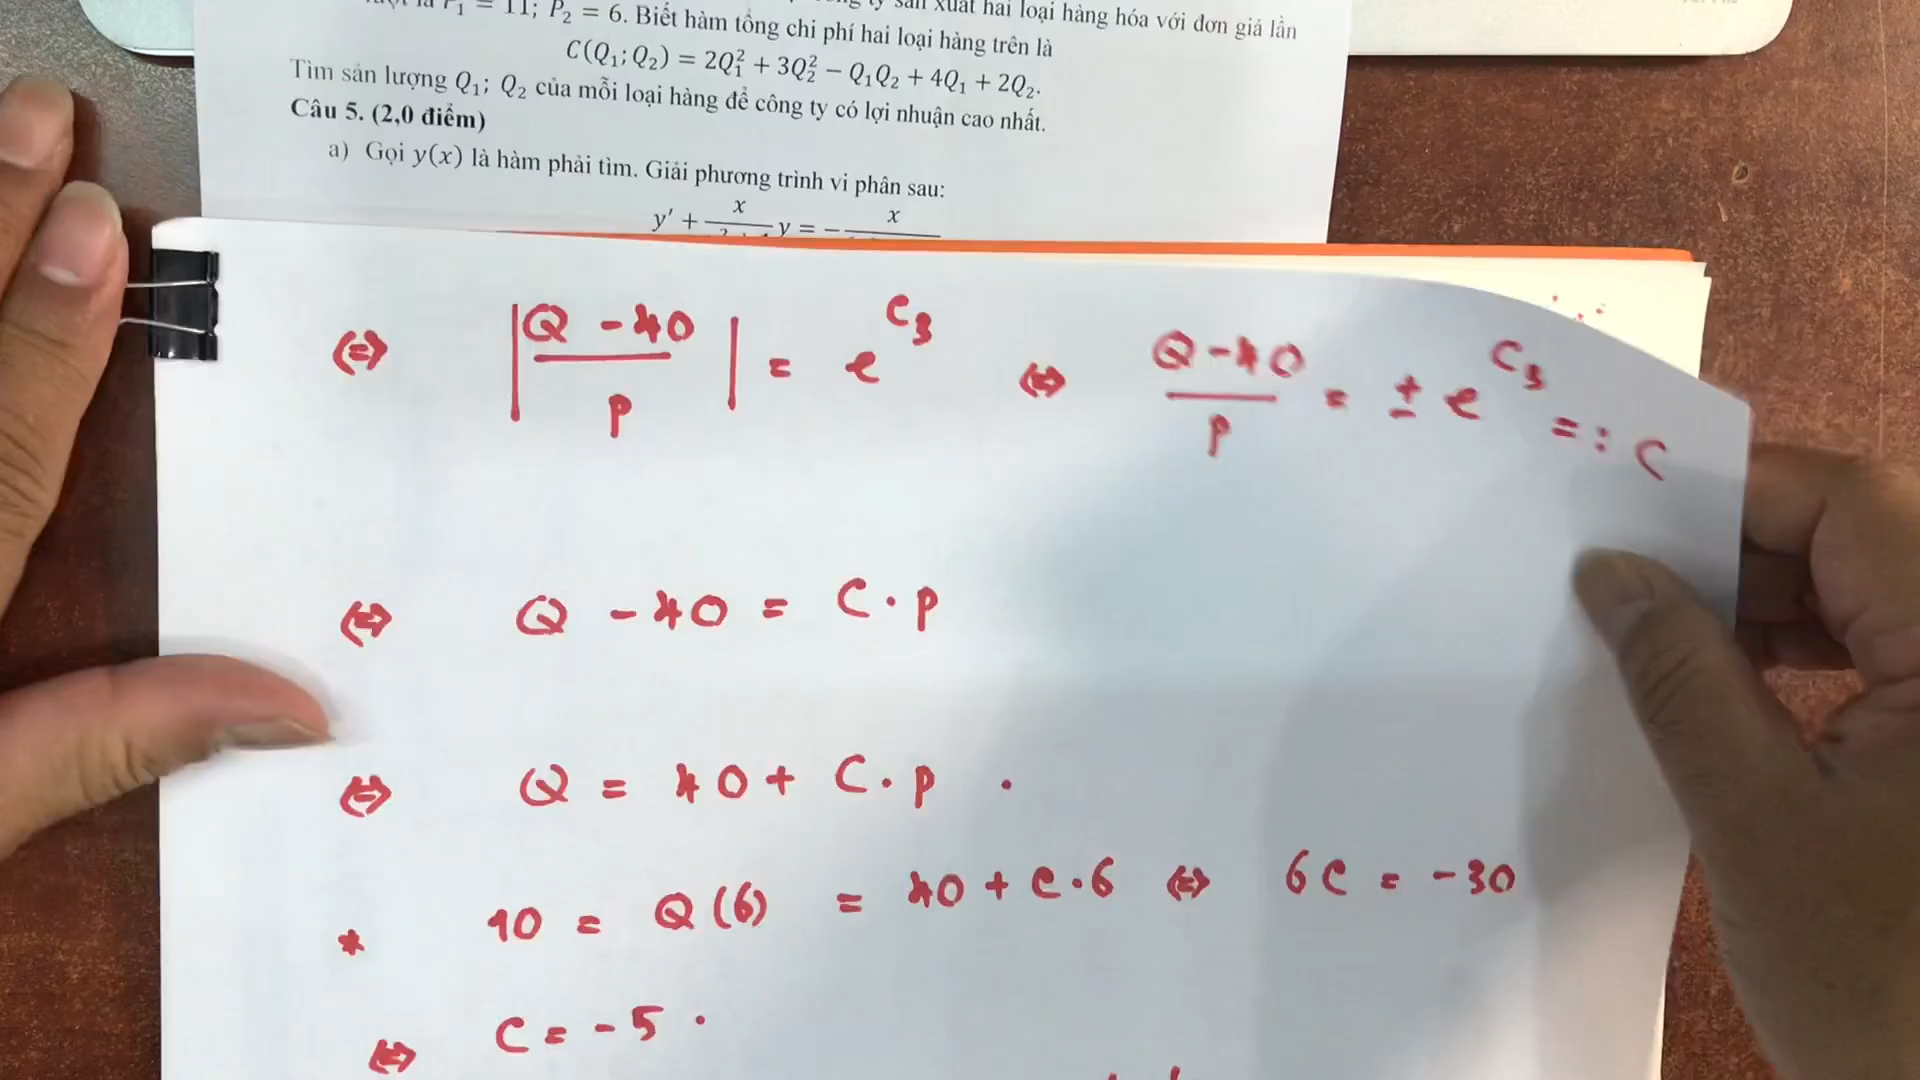 P₁ = 11; P₂ = 6. Biết hàm tổng chi phí hai loại hàng trên là
sản xuất hai loại hàng hóa với đơn giá lần
C(Q₁; Q₂) = 2Q₁² + 3Q₂² − Q₁Q₂ + 4Q₁ + 2Q₂.
Tìm sản lượng Q₁; Q₂ của mỗi loại hàng để công ty có lợi nhuận cao nhất.
Câu 5. (2,0 điểm)
a) Gọi y(x) là hàm phải tìm. Giải phương trình vi phân sau:
y' + x y = − x
⇔ |(Q - 40)/p| = e^(C₃) ⇔ (Q - 40)/p = ± e^(C₃) =: C
⇔ Q - 40 = C·p
⇔ Q = 40 + C·p .
* 10 = Q(6) = 40 + C·6 ⇔ 6C = -30
⇔ C = -5 .